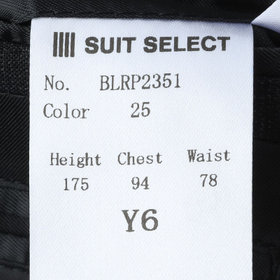 SUIT SELECT
No. BLRP2351
Color 25
Height Chest Waist
175 94 78
Y6